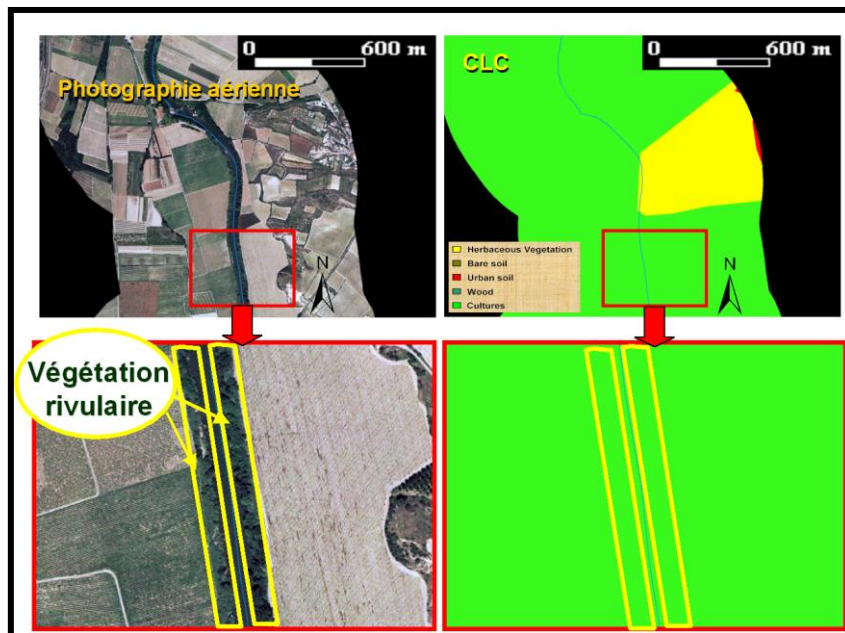 0 600 m
Photographie aérienne
N
0 600 m
CLC
Herbaceous Vegetation
Bare soil
Urban soil
Wood
Cultures
N
Végétation
rivulaire